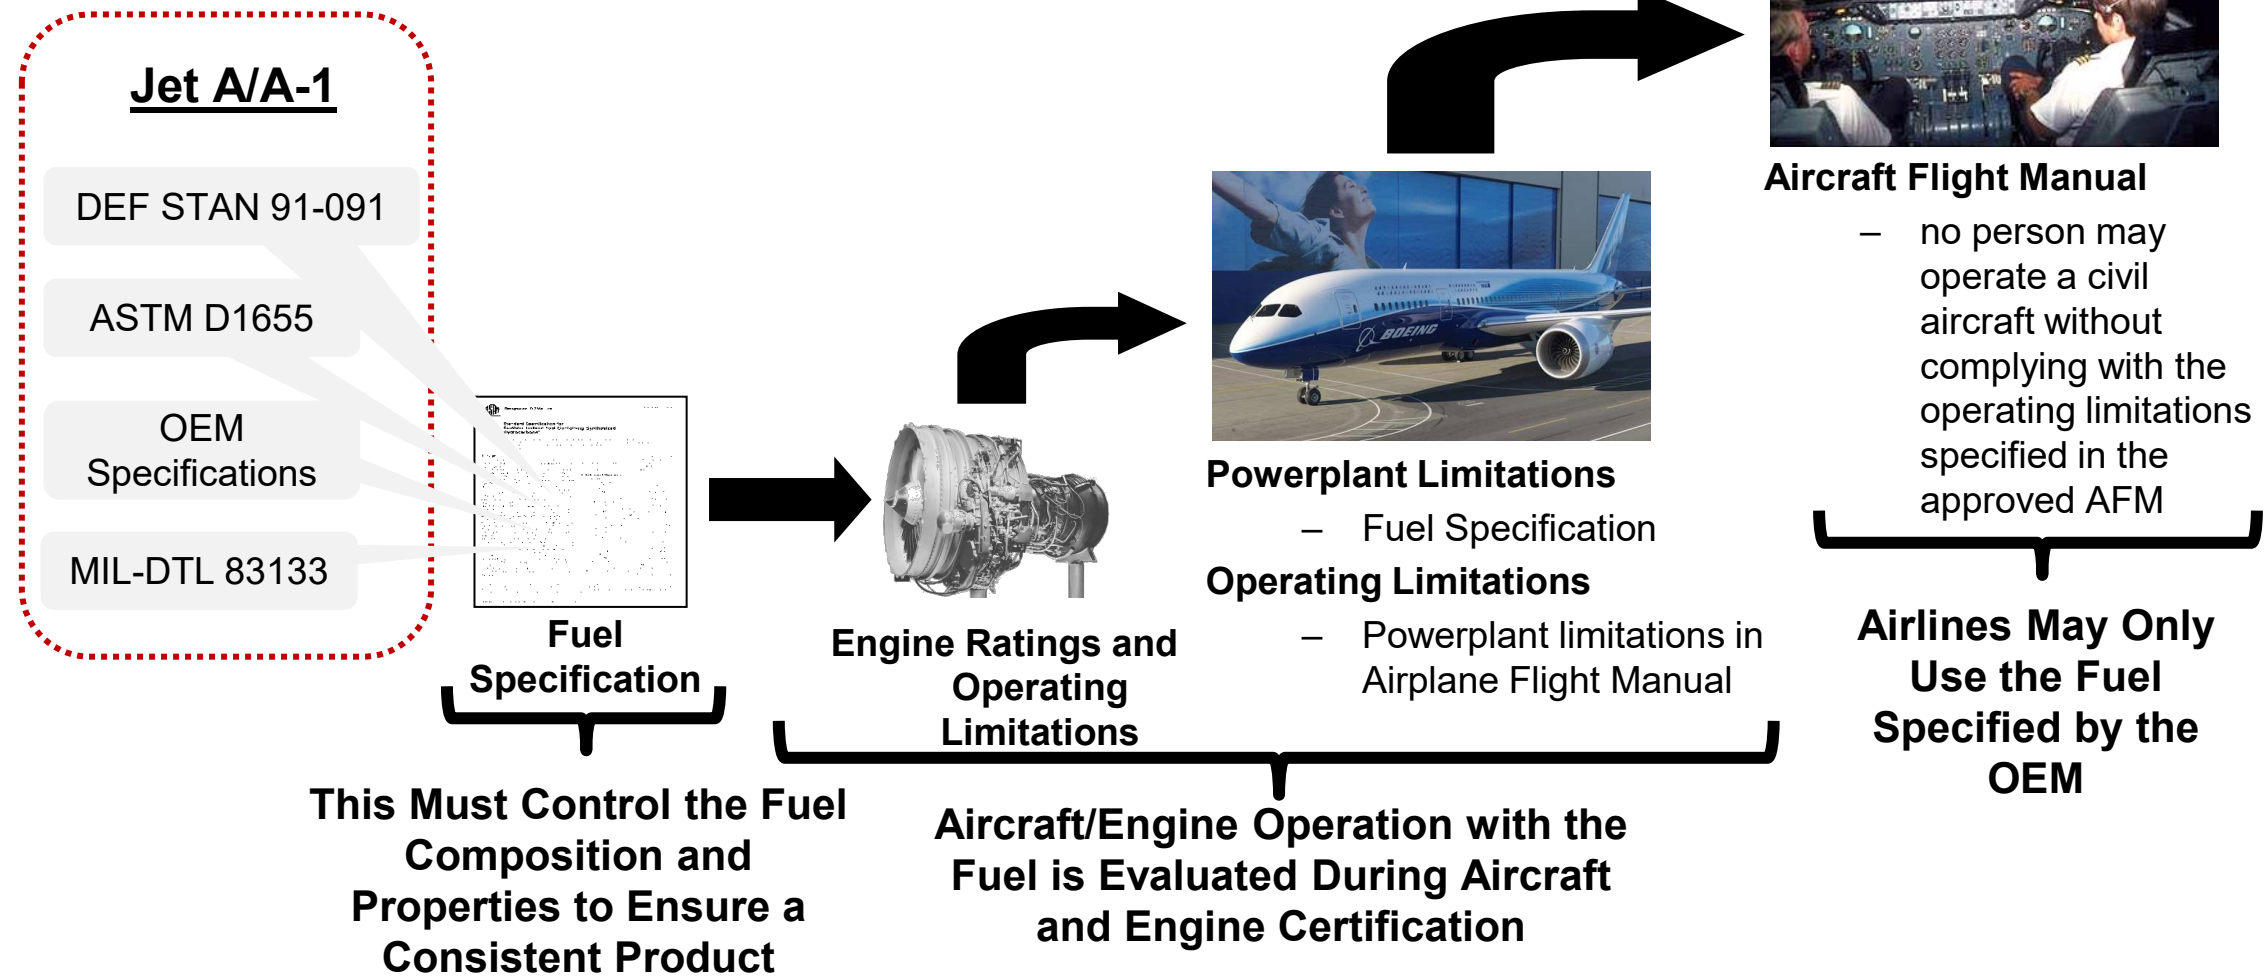 Jet A/A-1
DEF STAN 91-091
ASTM D1655
OEM
Specifications
MIL-DTL 83133
Fuel
Specification
This Must Control the Fuel
Composition and
Properties to Ensure a
Consistent Product
Engine Ratings and
Operating
Limitations
BOEING
Powerplant Limitations
– Fuel Specification
Operating Limitations
– Powerplant limitations in
Airplane Flight Manual
Aircraft/Engine Operation with the
Fuel is Evaluated During Aircraft
and Engine Certification
Aircraft Flight Manual
– no person may
operate a civil
aircraft without
complying with the
operating limitations
specified in the
approved AFM
Airlines May Only
Use the Fuel
Specified by the
OEM